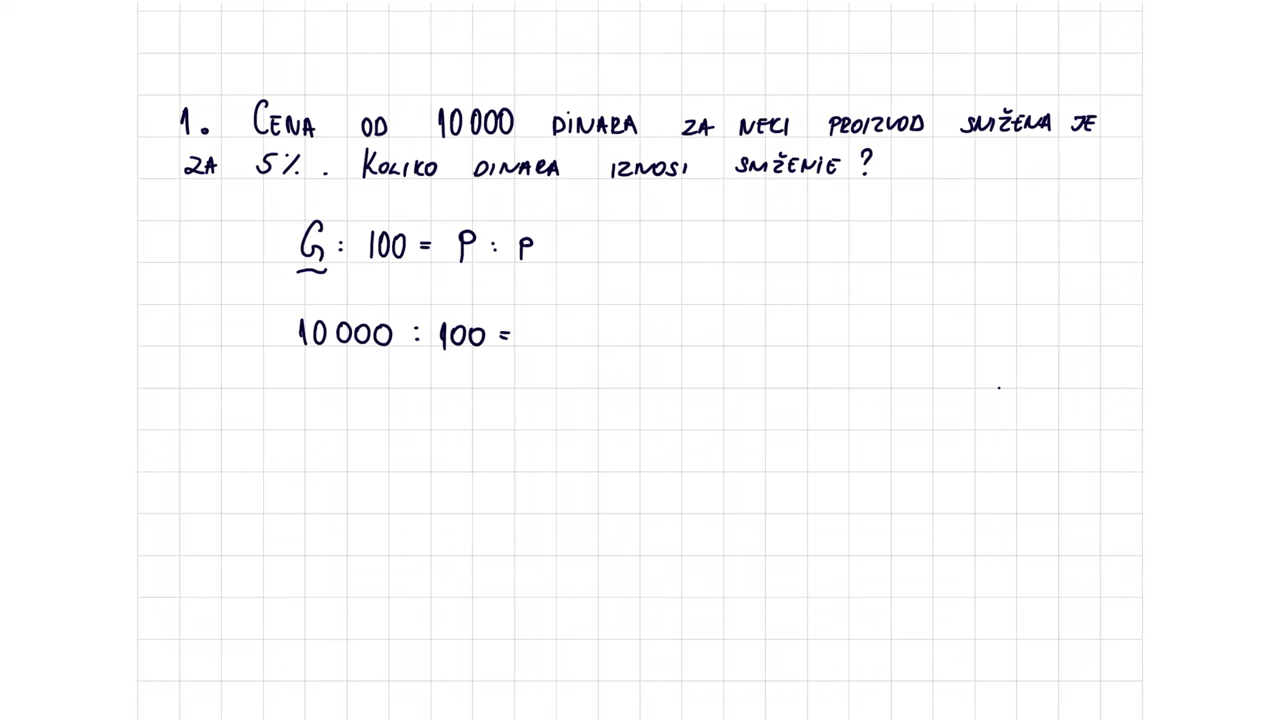 1. CENA OD 10 000 DINARA ZA NEKI PROIZVOD SNIŽENA JE
ZA 5%. KOLIKO DINARA IZNOSI SNIŽENJE?
G : 100 = P : p
10 000 : 100 =